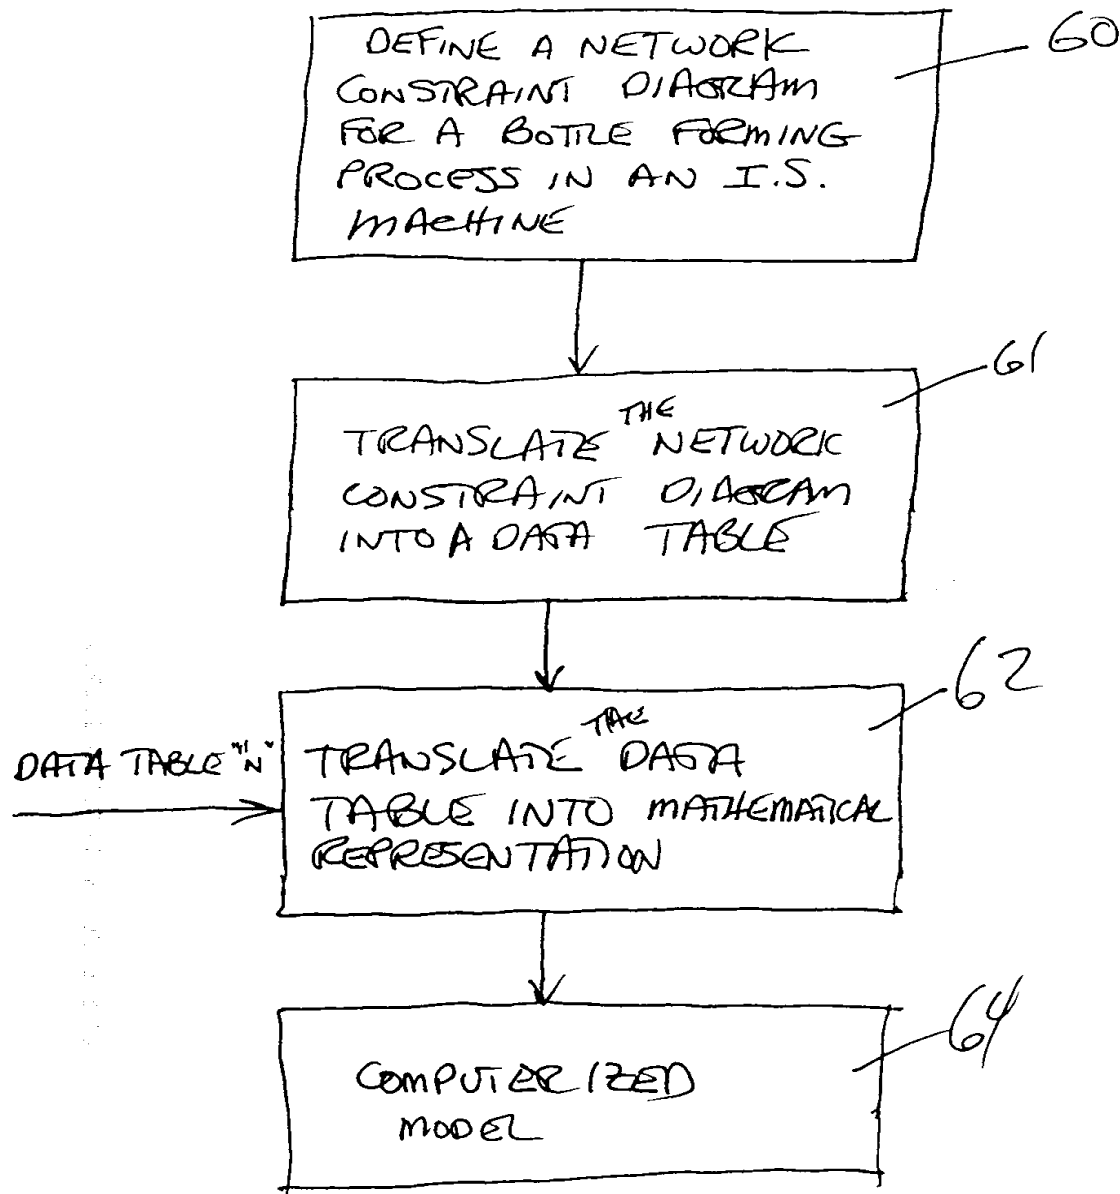 DEFINE A NETWORK
CONSTRAINT DIAGRAM
FOR A BOTTLE FORMING
PROCESS IN AN I.S.
MACHINE
60
TRANSLATE THE NETWORK
CONSTRAINT DIAGRAM
INTO A DATA TABLE
61
DATA TABLE "N"
TRANSLATE THE DATA
TABLE INTO MATHEMATICAL
REPRESENTATION
62
COMPUTERIZED
MODEL
64